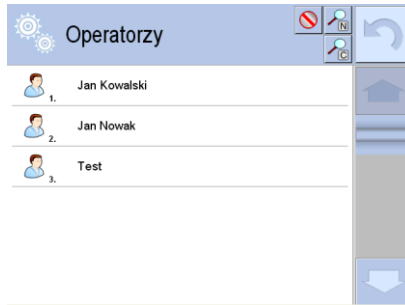 Operatorzy
N
C
1. Jan Kowalski
2. Jan Nowak
3. Test